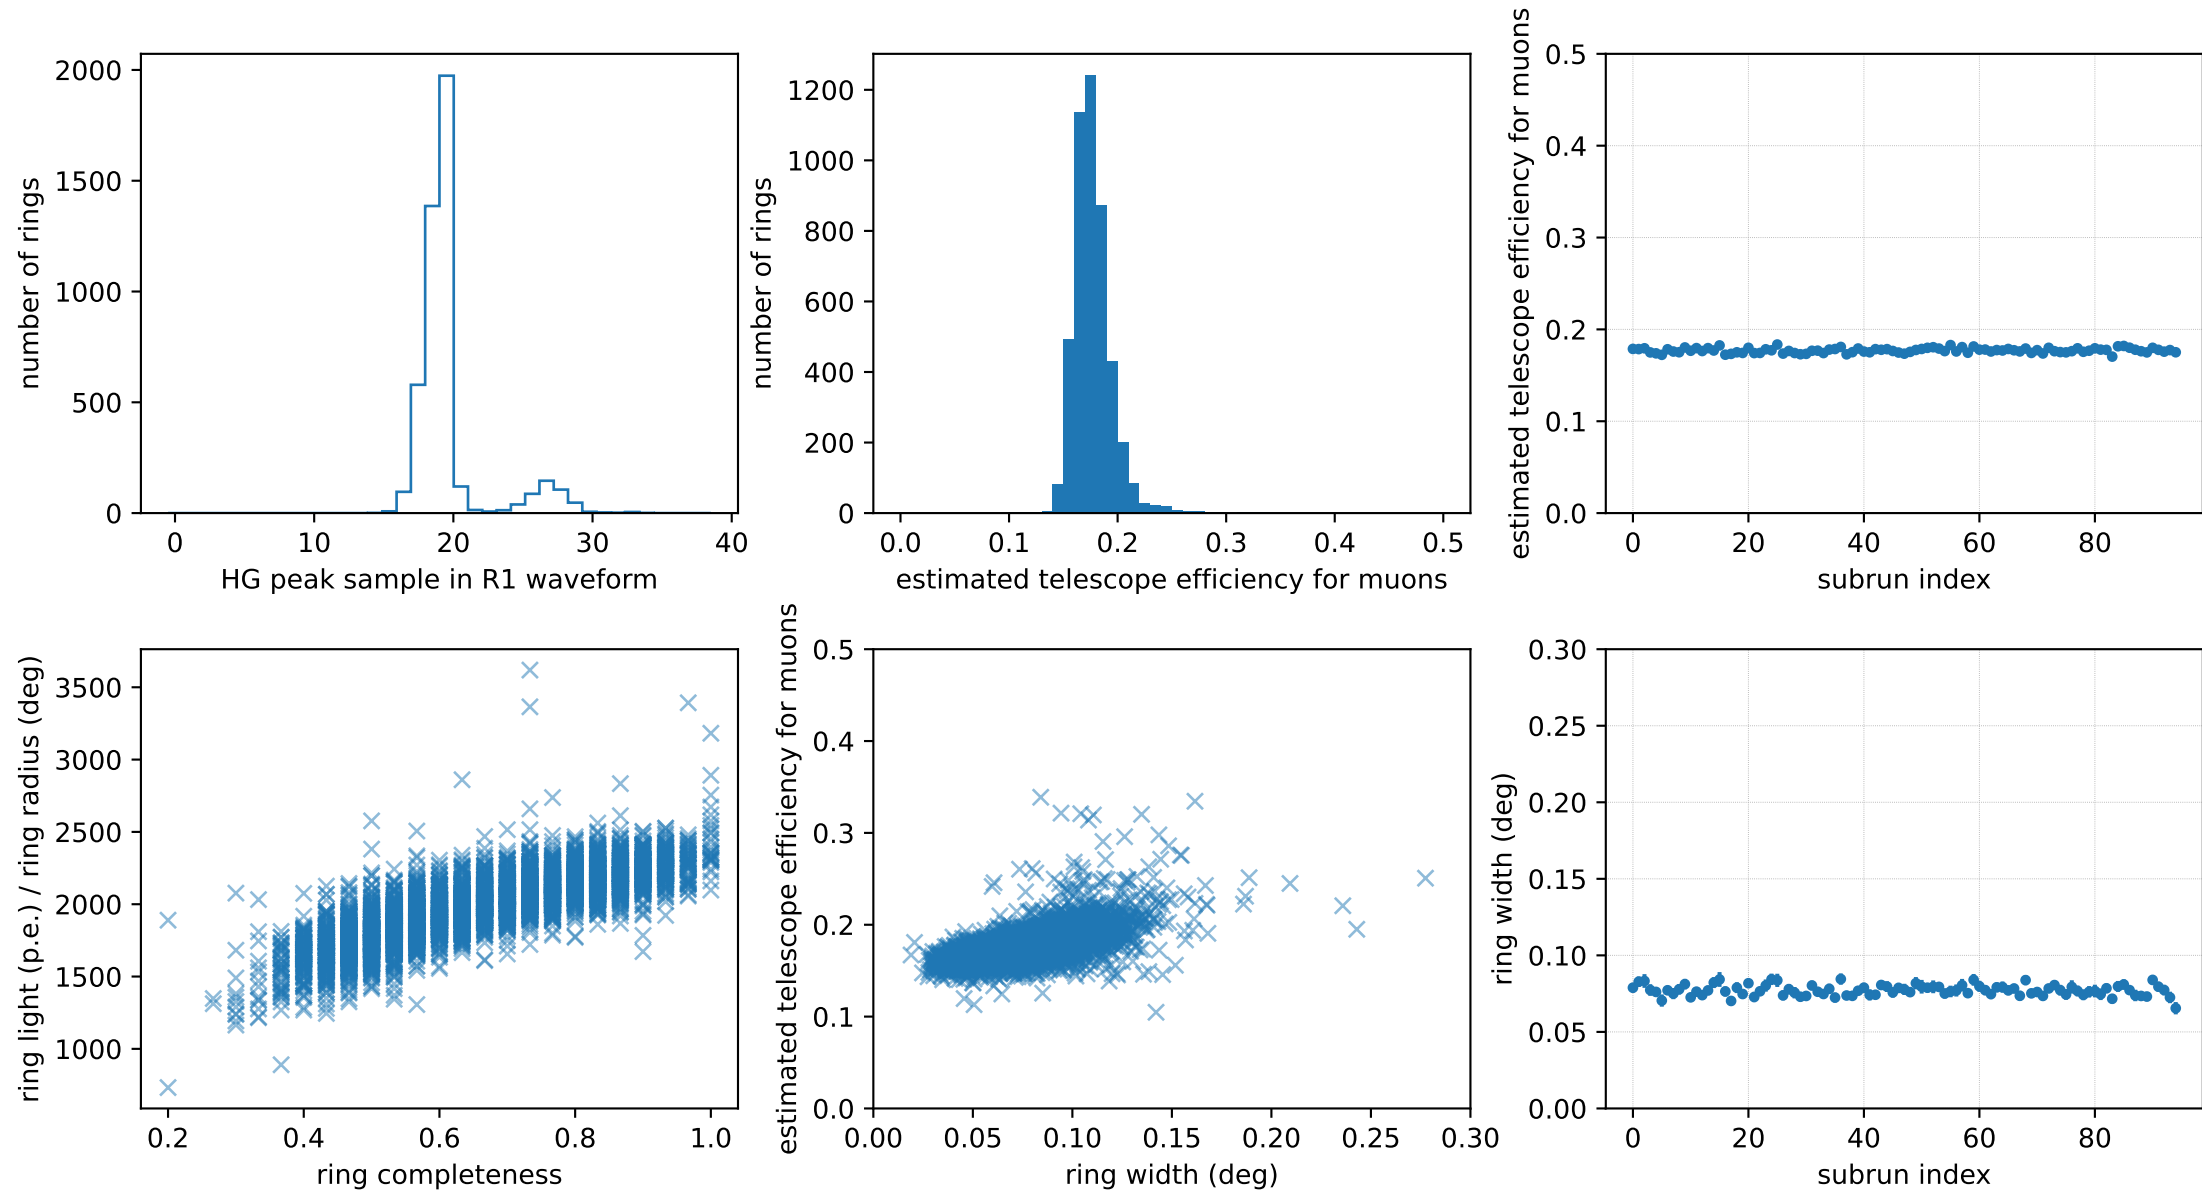 2000
1500
1000
500
0
number of rings
0 10 20 30 40
HG peak sample in R1 waveform
1200
1000
800
600
400
200
0
number of rings
0.0 0.1 0.2 0.3 0.4 0.5
estimated telescope efficiency for muons
0.5
0.4
0.3
0.2
0.1
0.0
estimated telescope efficiency for muons
0 20 40 60 80
subrun index
3500
3000
2500
2000
1500
1000
ring light (p.e.) / ring radius (deg)
0.2 0.4 0.6 0.8 1.0
ring completeness
0.5
0.4
0.3
0.2
0.1
0.0
estimated telescope efficiency for muons
0.00 0.05 0.10 0.15 0.20 0.25 0.30
ring width (deg)
0.30
0.25
0.20
0.15
0.10
0.05
0.00
ring width (deg)
0 20 40 60 80
subrun index